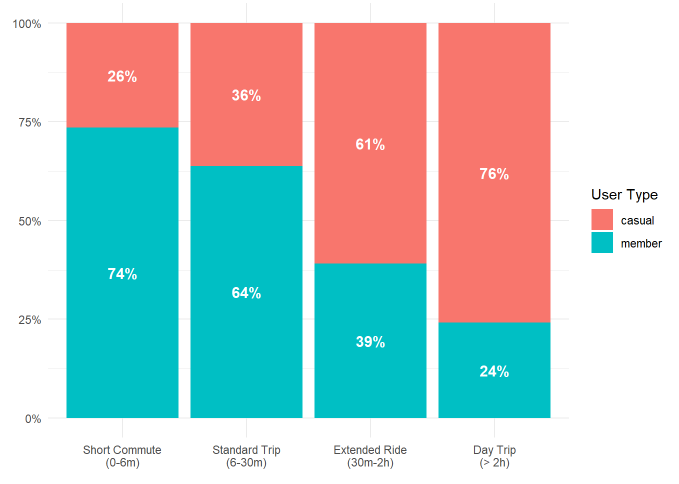 100%
75%
50%
25%
0%
26%
36%
61%
76%
74%
64%
39%
24%
User Type
casual
member
Short Commute
(0-6m)
Standard Trip
(6-30m)
Extended Ride
(30m-2h)
Day Trip
(> 2h)